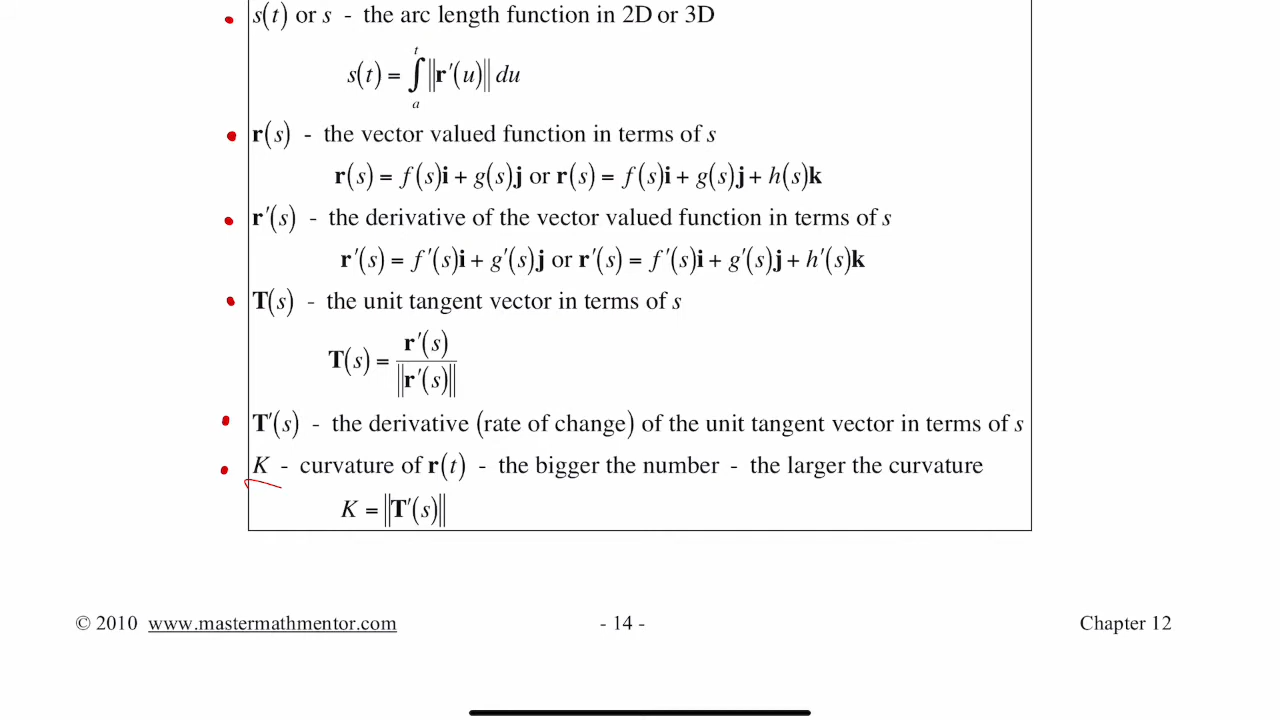 • s(t) or s - the arc length function in 2D or 3D
s(t) = ∫ₐᵗ ‖r′(u)‖ du
• r(s) - the vector valued function in terms of s
r(s) = f(s)i + g(s)j or r(s) = f(s)i + g(s)j + h(s)k
• r′(s) - the derivative of the vector valued function in terms of s
r′(s) = f′(s)i + g′(s)j or r′(s) = f′(s)i + g′(s)j + h′(s)k
• T(s) - the unit tangent vector in terms of s
T(s) = r′(s) / ‖r′(s)‖
• T′(s) - the derivative (rate of change) of the unit tangent vector in terms of s
• K - curvature of r(t) - the bigger the number - the larger the curvature
K = ‖T′(s)‖
© 2010 www.mastermathmentor.com - 14 - Chapter 12